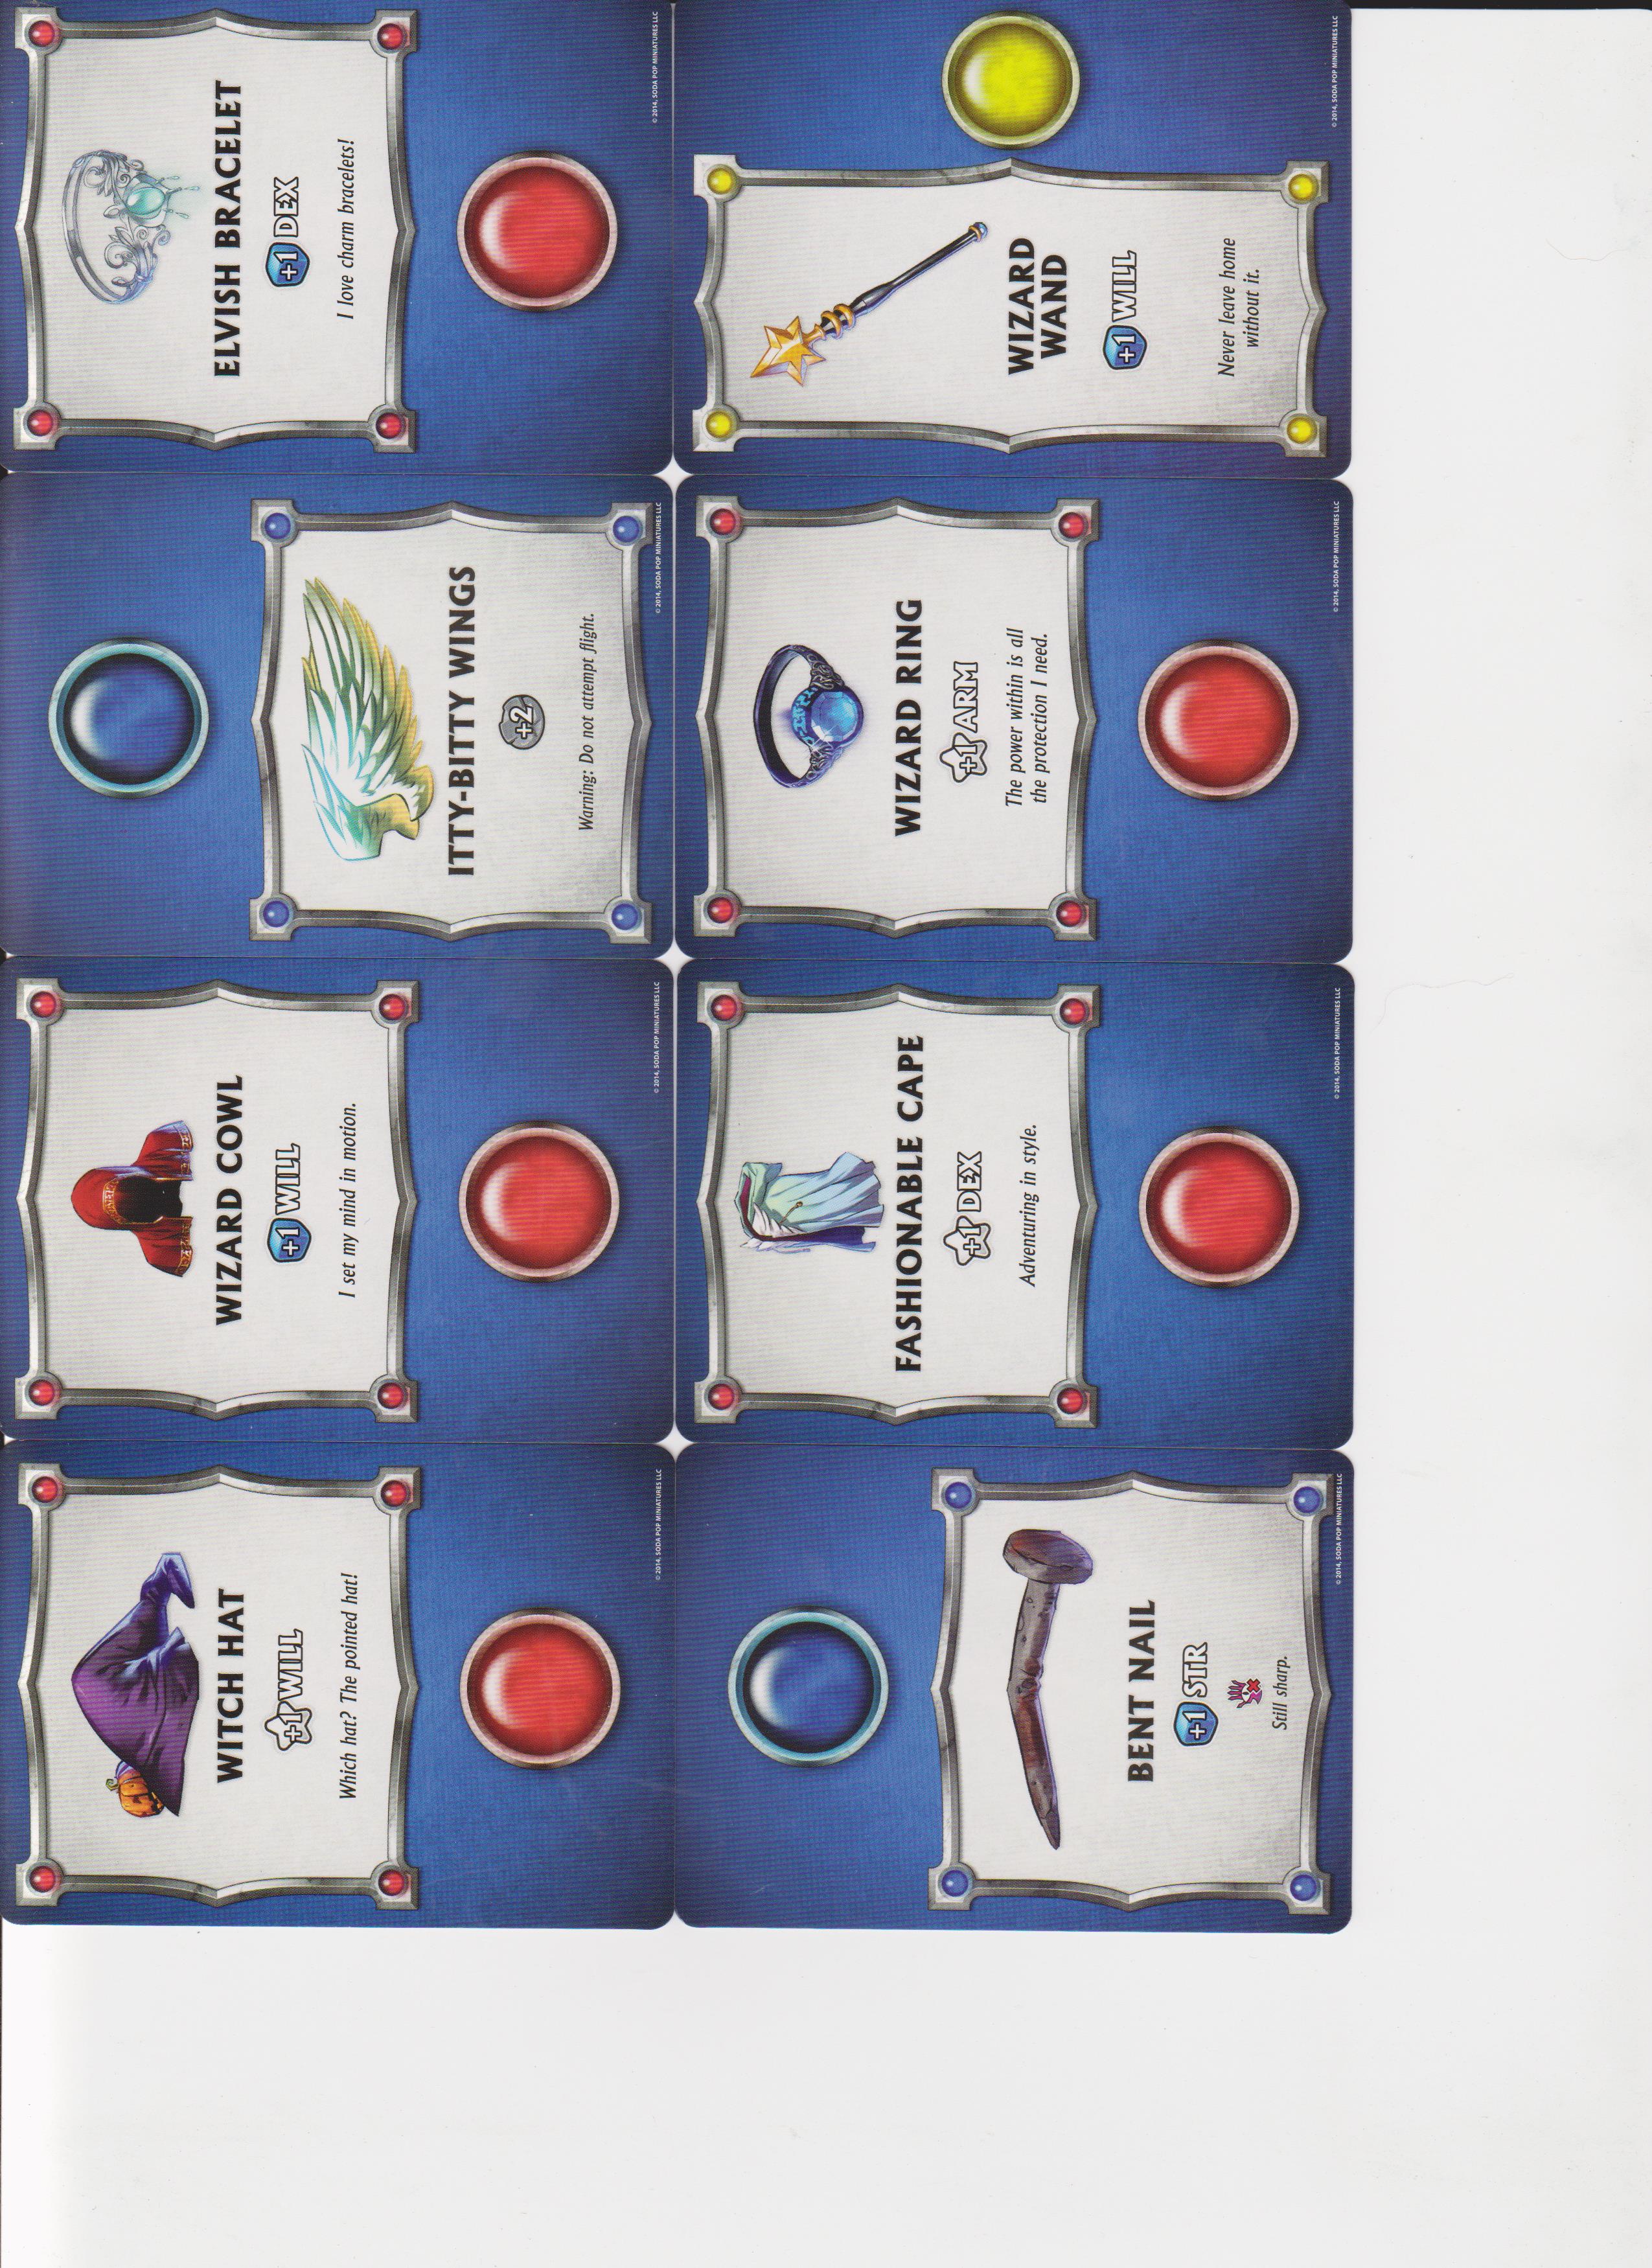 WITCH HAT
+1 WILL
Which hat? The pointed hat!
© 2014, SODA POP MINIATURES LLC
WIZARD COWL
+1 WILL
I set my mind in motion.
© 2014, SODA POP MINIATURES LLC
ITTY-BITTY WINGS
+2
Warning: Do not attempt flight.
© 2014, SODA POP MINIATURES LLC
ELVISH BRACELET
+1 DEX
I love charm bracelets!
© 2014, SODA POP MINIATURES LLC
BENT NAIL
+1 STR
Still sharp.
© 2014, SODA POP MINIATURES LLC
FASHIONABLE CAPE
+1 DEX
Adventuring in style.
© 2014, SODA POP MINIATURES LLC
WIZARD RING
+1 ARM
The power within is all
the protection I need.
© 2014, SODA POP MINIATURES LLC
WIZARD
WAND
+1 WILL
Never leave home
without it.
© 2014, SODA POP MINIATURES LLC